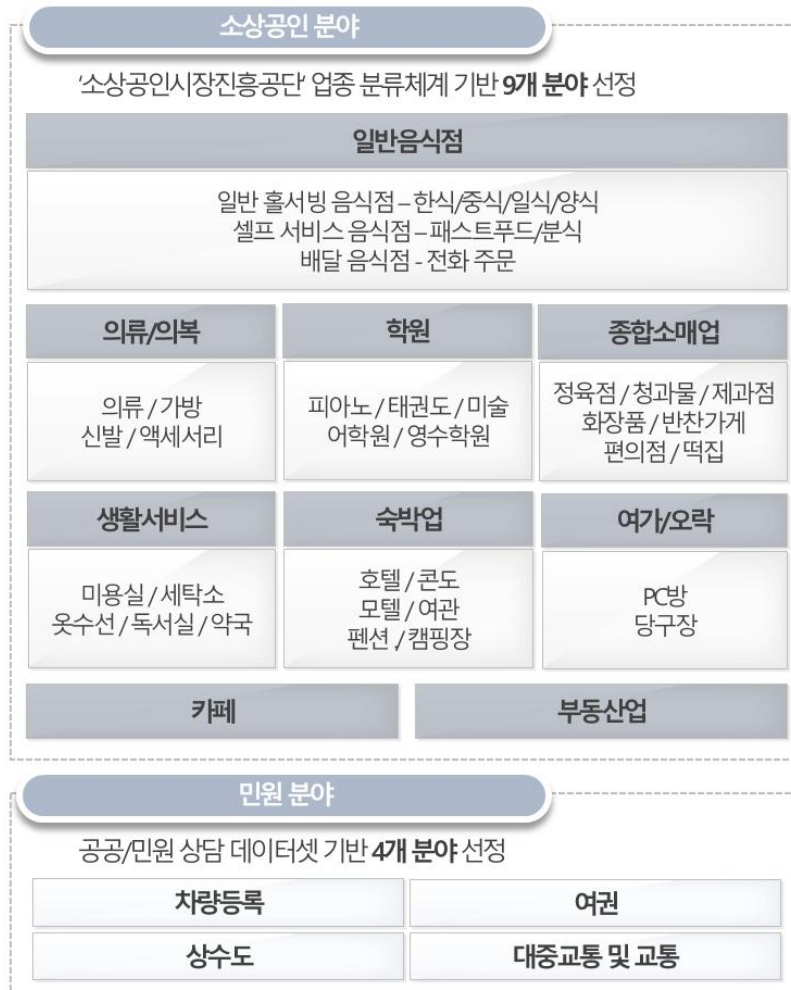 소상공인 분야
‘소상공인시장진흥공단‘ 업종 분류체계 기반 9개 분야 선정
일반음식점
일반 홀서빙 음식점 – 한식/중식/일식/양식
셀프 서비스 음식점 – 패스트푸드/분식
배달 음식점 - 전화 주문
의류/의복
학원
종합소매업
의류 / 가방
신발 / 액세서리
피아노 / 태권도 / 미술
어학원 / 영수학원
정육점 / 청과물 / 제과점
화장품 / 반찬가게
편의점 / 떡집
생활서비스
숙박업
여가/오락
미용실 / 세탁소
옷수선 / 독서실 / 약국
호텔 / 콘도
모텔 / 여관
펜션 ,/ 캠핑장
PC방
당구장
카페
부동산업
민원 분야
공공/민원 상담 데이터셋 기반 4개 분야 선정
차량등록
여권
상수도
대중교통 및 교통